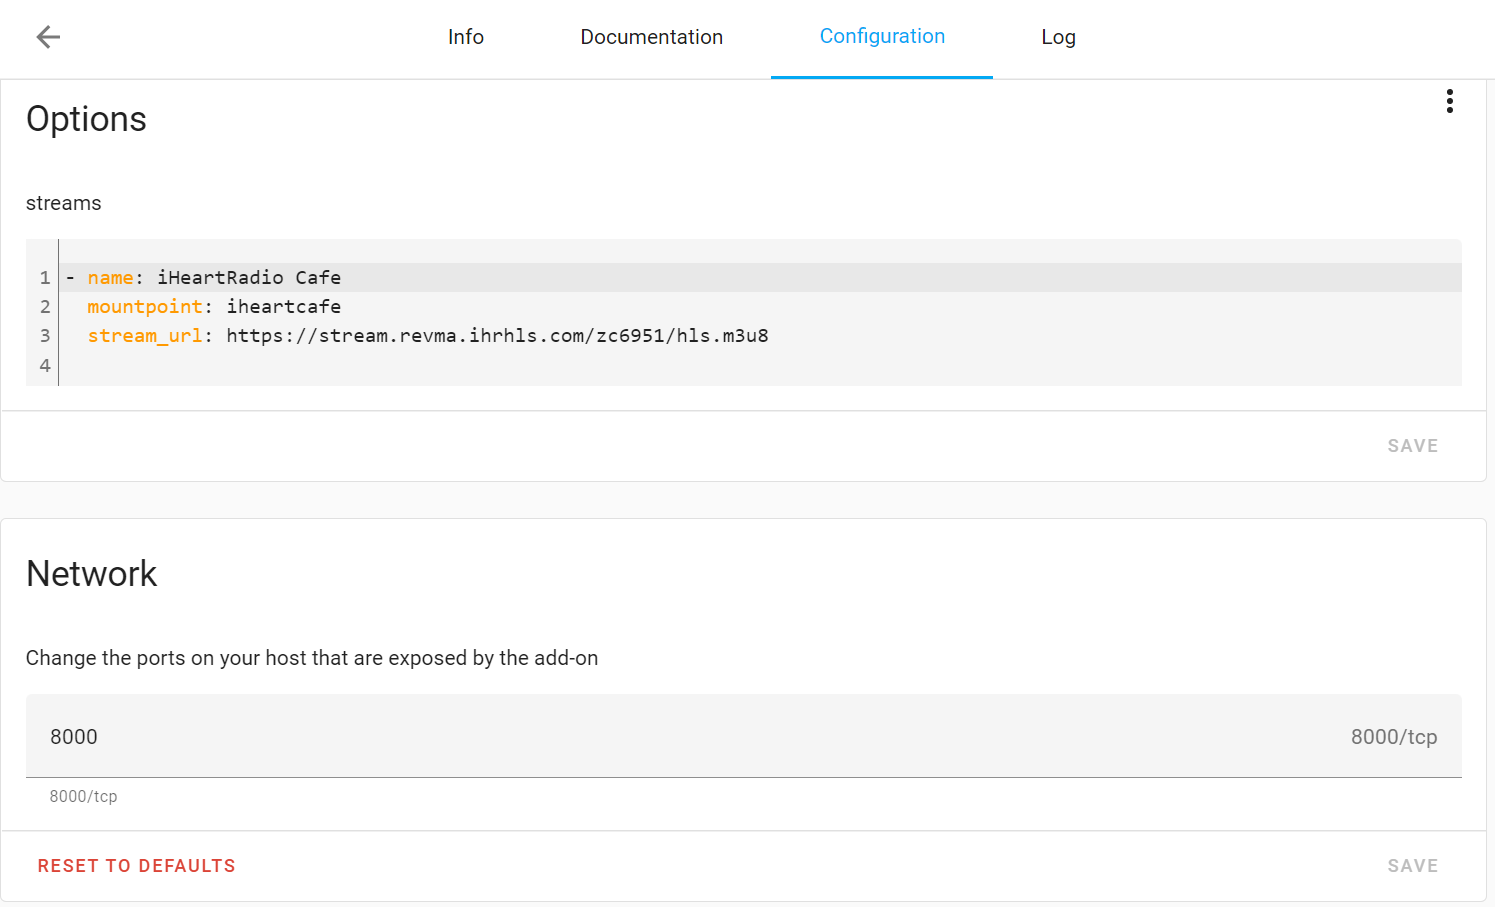 Info Documentation Configuration Log
Options
streams
1 - name: iHeartRadio Cafe
2 mountpoint: iheartcafe
3 stream_url: https://stream.revma.ihrhls.com/zc6951/hls.m3u8
4
SAVE
Network
Change the ports on your host that are exposed by the add-on
8000 8000/tcp
8000/tcp
RESET TO DEFAULTS SAVE